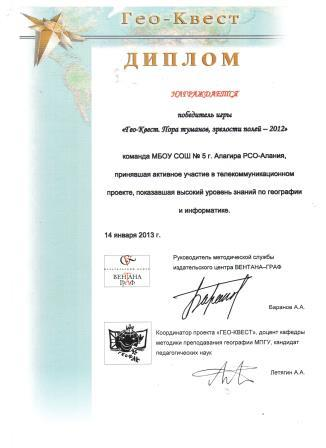 Гео-Квест
ДИПЛОМ
НАГРАЖДАЕТСЯ
победитель игры
«Гео-Квест. Пора туманов, зрелости полей – 2012»
команда МБОУ СОШ № 5 г. Алагира РСО-Алания,
принявшая активное участие в телекоммуникационном
проекте, показавшая высокий уровень знаний по географии
и информатике.
14 января 2013 г.
Руководитель методической службы
издательского центра ВЕНТАНА–ГРАФ
ИЗДАТЕЛЬСКИЙ ЦЕНТР
ВЕНТАНА
ГРАФ
Баранов А.А.
Координатор проекта «ГЕО-КВЕСТ», доцент кафедры
методики преподавания географии МПГУ, кандидат
педагогических наук
Летягин А.А.